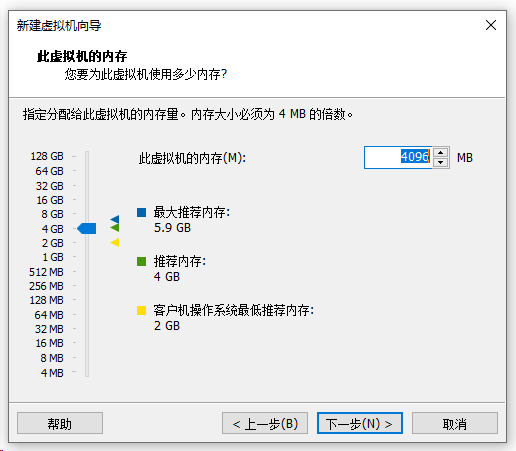 新建虚拟机向导
此虚拟机的内存
您要为此虚拟机使用多少内存?
指定分配给此虚拟机的内存量。内存大小必须为 4 MB 的倍数。
128 GB
64 GB
32 GB
16 GB
8 GB
4 GB
2 GB
1 GB
512 MB
256 MB
128 MB
64 MB
32 MB
16 MB
8 MB
4 MB
此虚拟机的内存(M): 4096 MB
最大推荐内存:
5.9 GB
推荐内存:
4 GB
客户机操作系统最低推荐内存:
2 GB
帮助 < 上一步(B) 下一步(N) > 取消